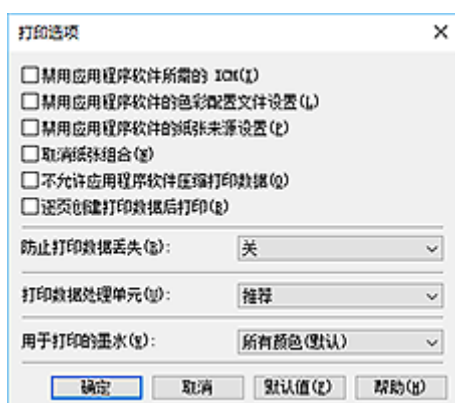 打印选项
禁用应用程序软件所需的 ICM(I)
禁用应用程序软件的色彩配置文件设置(L)
禁用应用程序软件的纸张来源设置(P)
取消纸张组合(N)
不允许应用程序软件压缩打印数据(O)
逐页创建打印数据后打印(R)
防止打印数据丢失(B): 关
打印数据处理单元(U): 推荐
用于打印的墨水(K): 所有颜色(默认)
确定 取消 默认值(Z) 帮助(H)